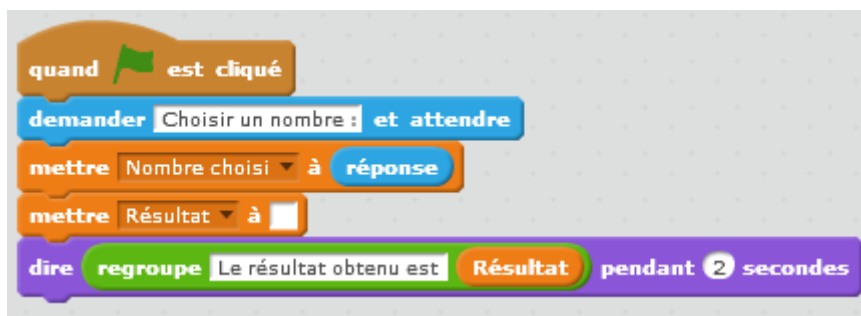 quand est cliqué
demander Choisir un nombre : et attendre
mettre Nombre choisi à réponse
mettre Résultat à
dire regroupe Le résultat obtenu est Résultat pendant 2 secondes